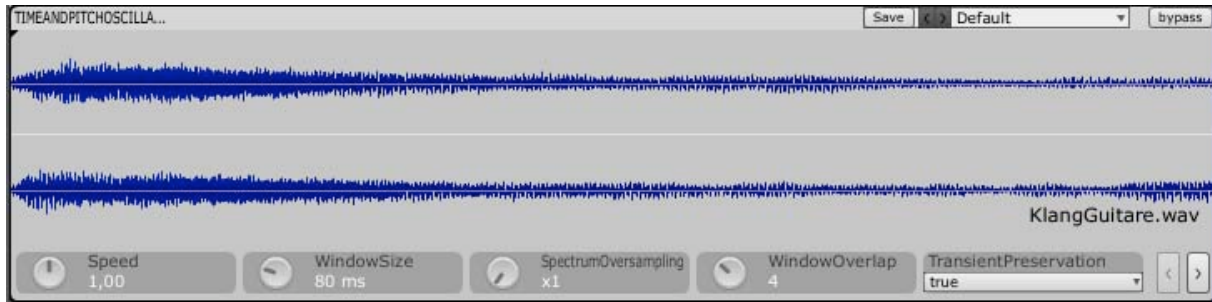 TIMEANDPITCHOSCILLA... Save < > Default bypass
KlangGuitare.wav
Speed WindowSize SpectrumOversampling WindowOverlap TransientPreservation
1,00 80 ms x1 4 true < >